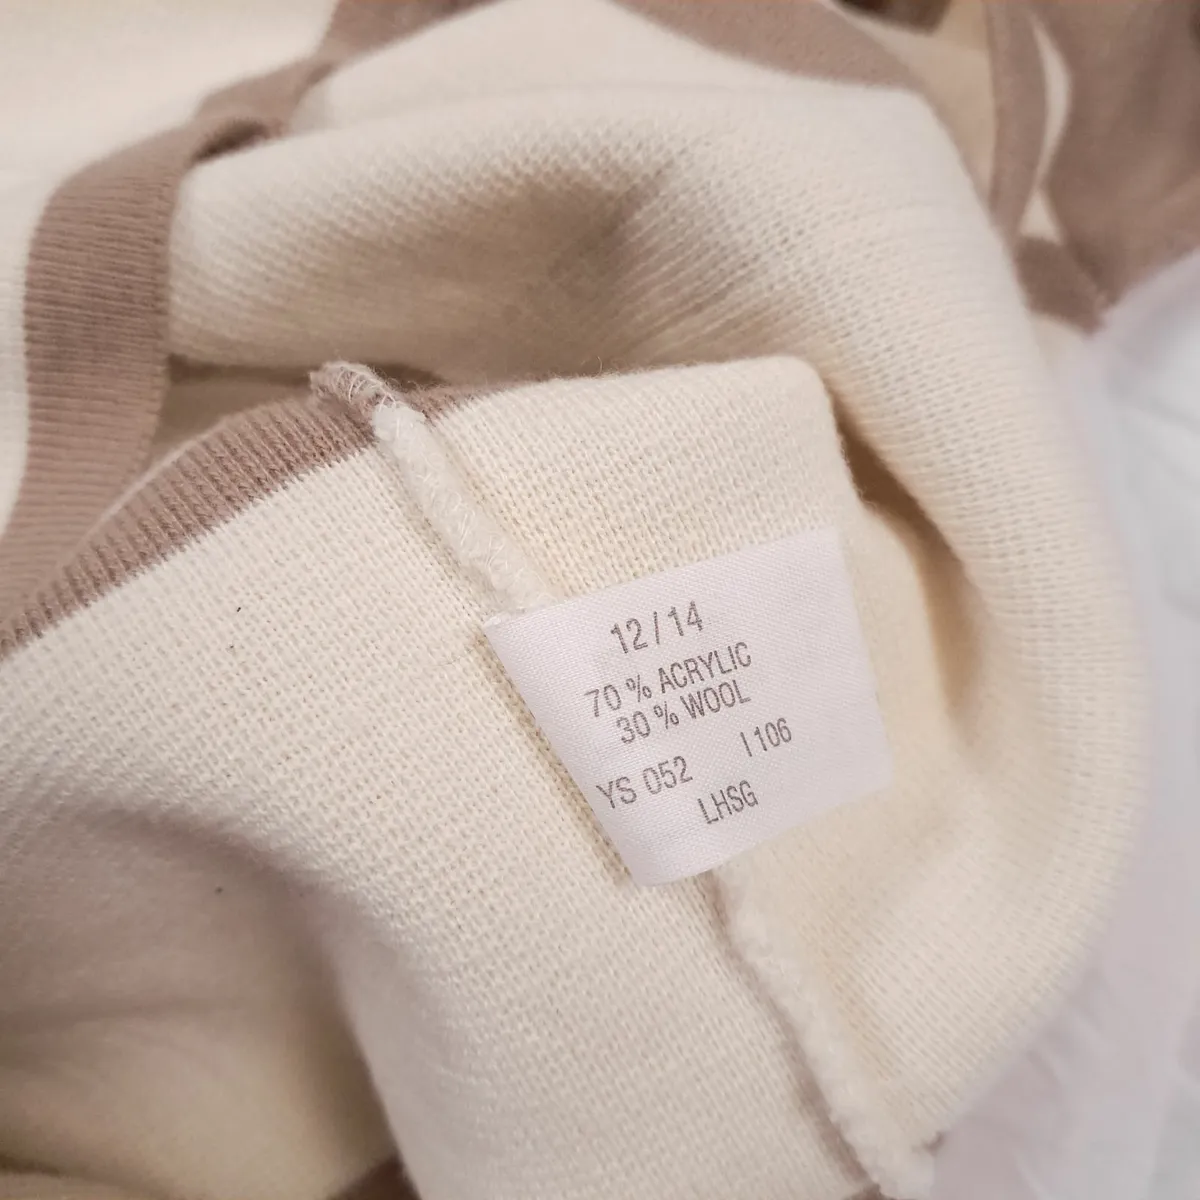 12/14
70% ACRYLIC
30% WOOL
YS 052 I106
LHSG